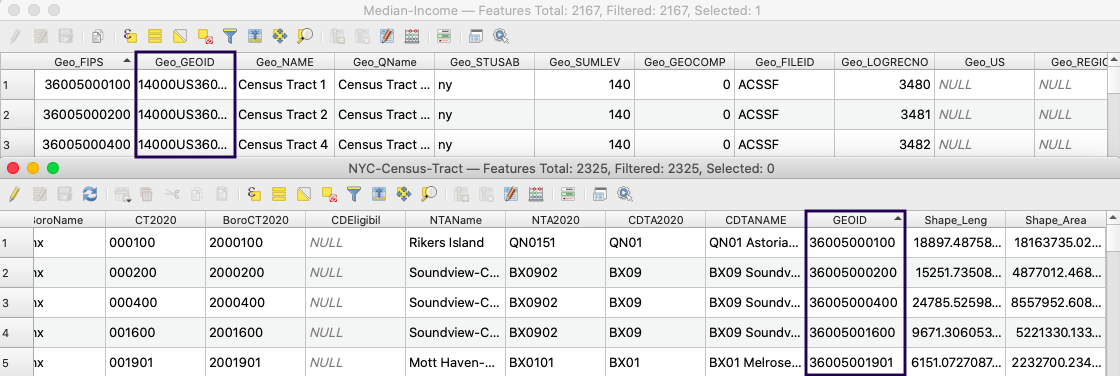 Median-Income — Features Total: 2167, Filtered: 2167, Selected: 1
Geo_FIPS Geo_GEOID Geo_NAME Geo_QName Geo_STUSAB Geo_SUMLEV Geo_GEOCOMP Geo_FILEID Geo_LOGRECNO Geo_US Geo_REGIO
1 36005000100 14000US360... Census Tract 1 Census Tract ... ny 140 0 ACSSF 3480 NULL NULL
2 36005000200 14000US360... Census Tract 2 Census Tract ... ny 140 0 ACSSF 3481 NULL NULL
3 36005000400 14000US360... Census Tract 4 Census Tract ... ny 140 0 ACSSF 3482 NULL NULL
NYC-Census-Tract — Features Total: 2325, Filtered: 2325, Selected: 0
BoroName CT2020 BoroCT2020 CDEligibil NTAName NTA2020 CDTA2020 CDTANAME GEOID Shape_Leng Shape_Area
1 nx 000100 2000100 NULL Rikers Island QN0151 QN01 QN01 Astoria... 36005000100 18897.48758... 18163735.02...
2 nx 000200 2000200 NULL Soundview-C... BX0902 BX09 BX09 Soundv... 36005000200 15251.73508... 4877012.468...
3 nx 000400 2000400 NULL Soundview-C... BX0902 BX09 BX09 Soundv... 36005000400 24785.52598... 8557952.608...
4 nx 001600 2001600 NULL Soundview-C... BX0902 BX09 BX09 Soundv... 36005001600 9671.306053... 5221330.133...
5 nx 001901 2001901 NULL Mott Haven-... BX0101 BX01 BX01 Melrose... 36005001901 6151.0727087... 2232700.234...